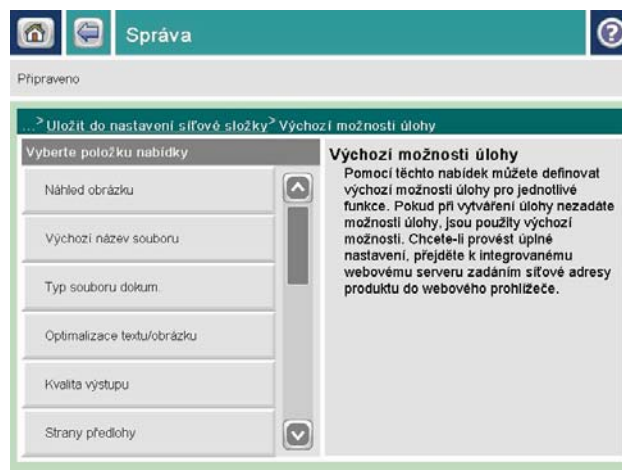 Správa
?
Připraveno
...> Uložit do nastavení síťové složky> Výchozí možnosti úlohy
Vyberte položku nabídky
Náhled obrázku
Výchozí název souboru
Typ souboru dokum.
Optimalizace textu/obrázku
Kvalita výstupu
Strany předlohy
Výchozí možnosti úlohy
Pomocí těchto nabídek můžete definovat
výchozí možnosti úlohy pro jednotlivé
funkce. Pokud při vytváření úlohy nezadáte
možnosti úlohy, jsou použity výchozí
možnosti. Chcete-li provést úplné
nastavení, přejděte k integrovanému
webovému serveru zadáním síťové adresy
produktu do webového prohlížeče.